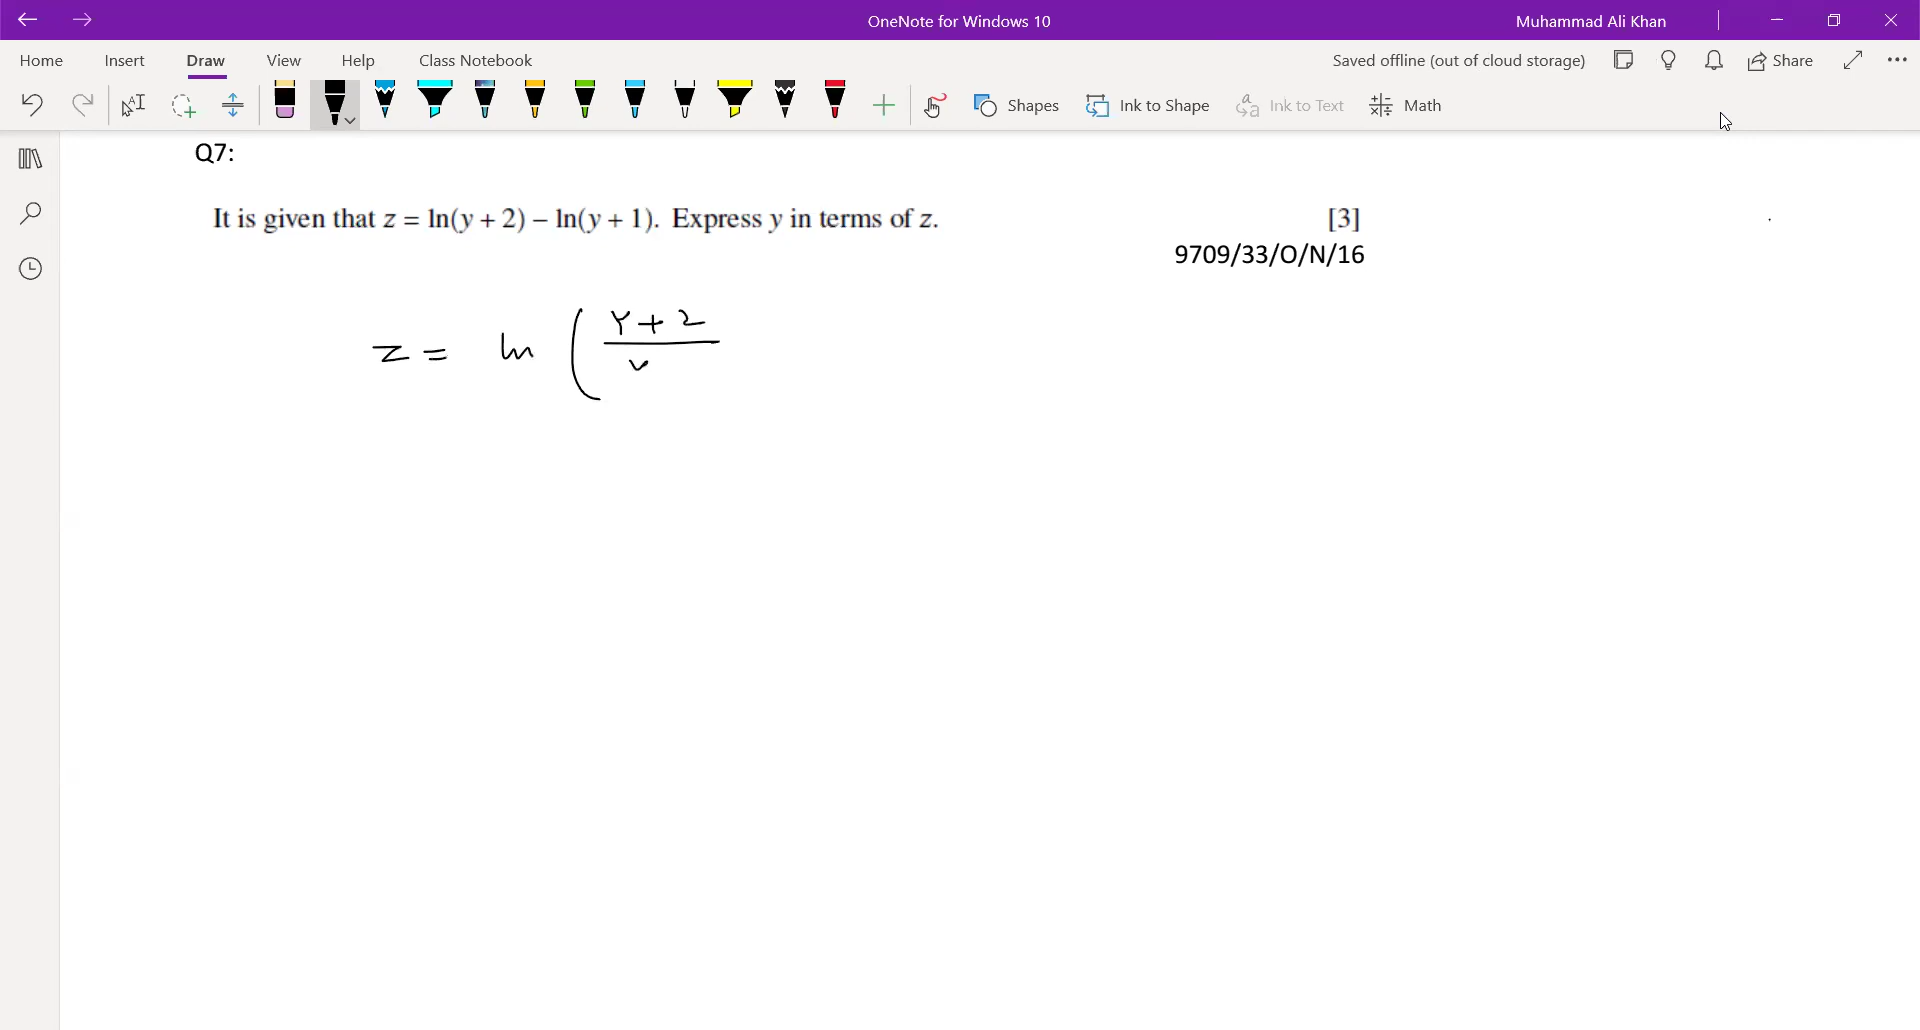 OneNote for Windows 10
Muhammad Ali Khan
Home Insert Draw View Help Class Notebook
Saved offline (out of cloud storage)
Share
Shapes Ink to Shape Ink to Text Math
Q7:
It is given that z = ln(y + 2) − ln(y + 1). Express y in terms of z. [3]
9709/33/O/N/16
z = ln ( y + 2